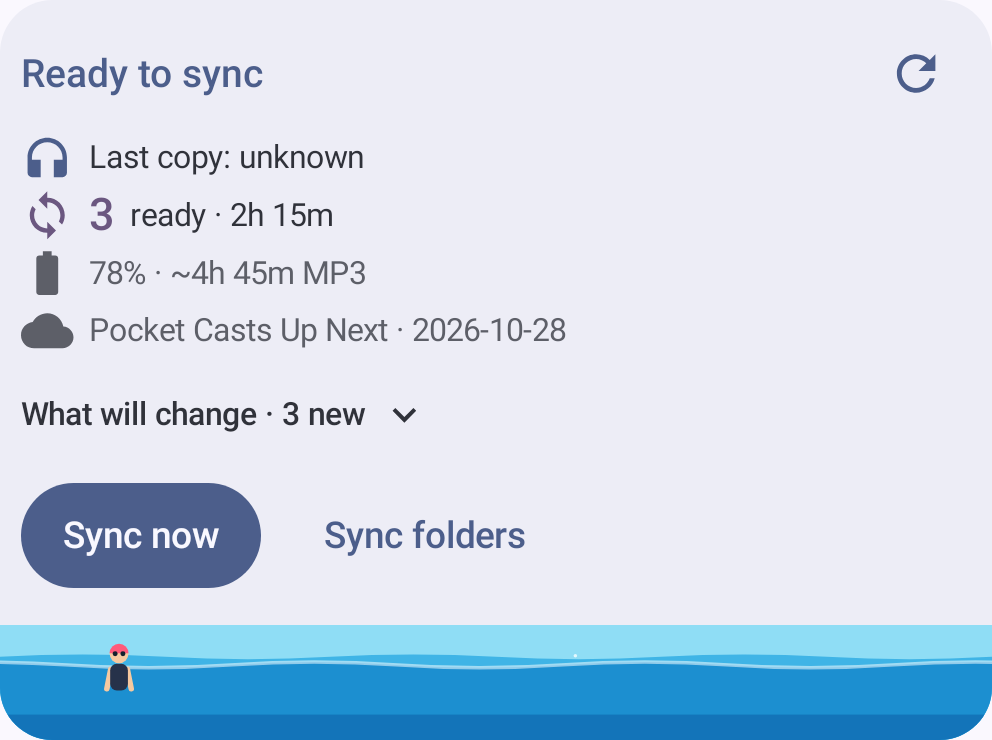 Ready to sync
Last copy: unknown
3 ready · 2h 15m
78% · ~4h 45m MP3
Pocket Casts Up Next · 2026-10-28
What will change · 3 new
Sync now
Sync folders